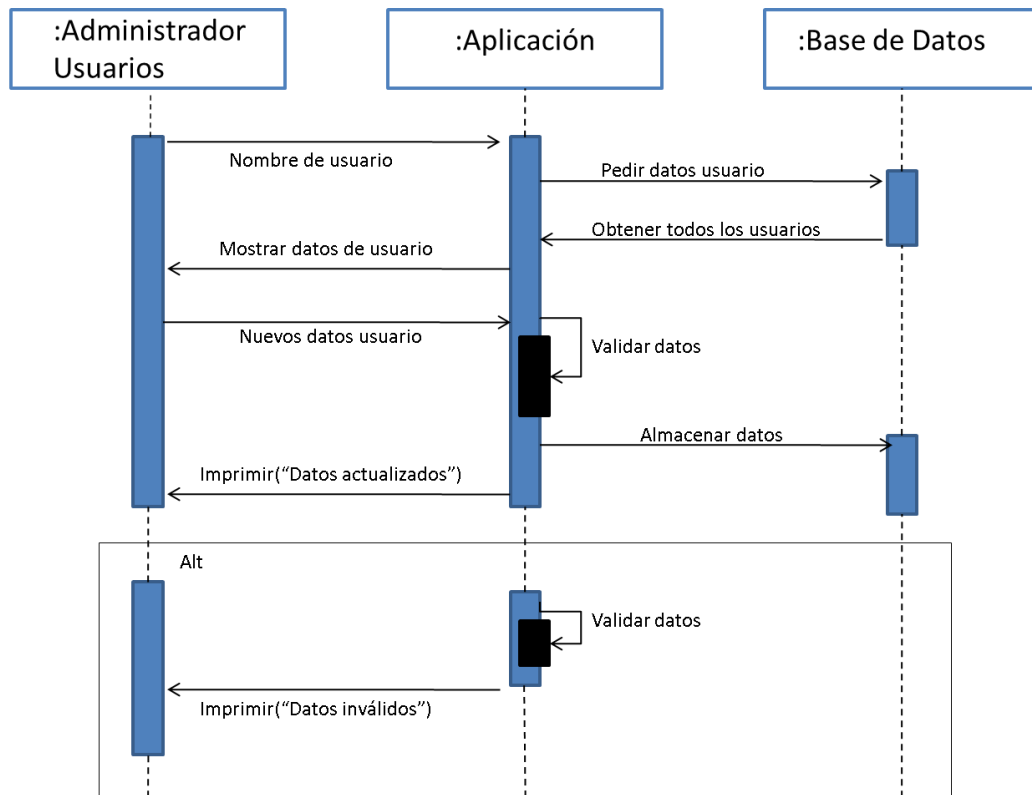 :Administrador
Usuarios
:Aplicación
:Base de Datos
Nombre de usuario
Pedir datos usuario
Obtener todos los usuarios
Mostrar datos de usuario
Nuevos datos usuario
Validar datos
Almacenar datos
Imprimir(“Datos actualizados”)
Alt
Validar datos
Imprimir(“Datos inválidos”)